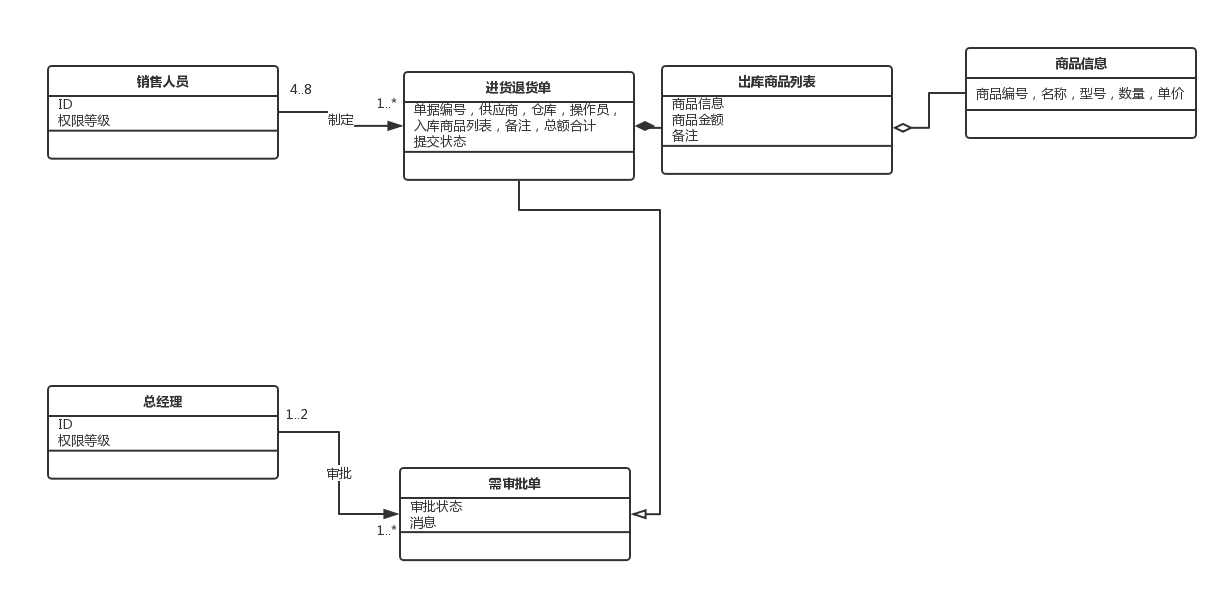 销售人员
ID
权限等级
4..8
制定
1..*
进货退货单
单据编号，供应商，仓库，操作员，
入库商品列表，备注，总额合计
提交状态
出库商品列表
商品信息
商品金额
备注
商品信息
商品编号，名称，型号，数量，单价
总经理
ID
权限等级
1..2
审批
1..*
需审批单
审批状态
消息